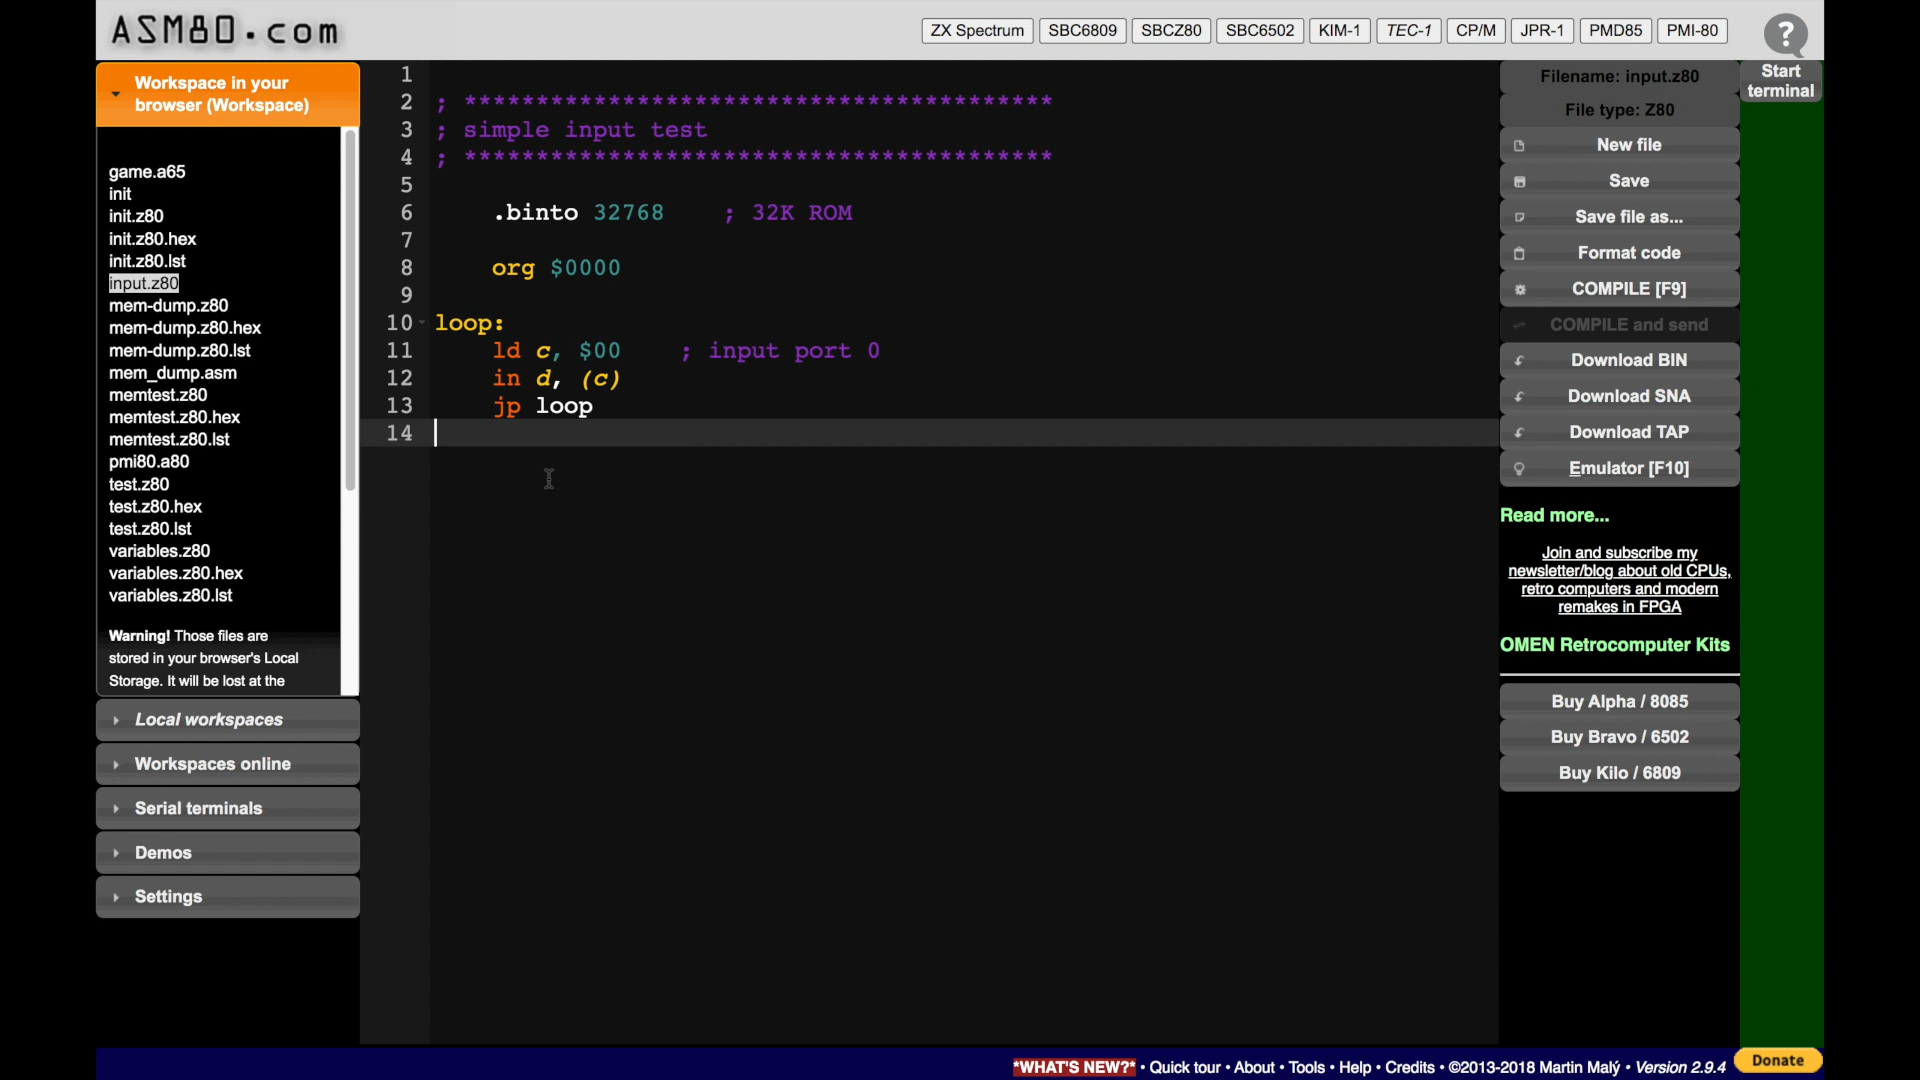 ASM80.com
ZX Spectrum SBC6809 SBCZ80 SBC6502 KIM-1 TEC-1 CP/M JPR-1 PMD85 PMI-80
?
Start
terminal
Workspace in your
browser (Workspace)
game.a65
init
init.z80
init.z80.hex
init.z80.lst
input.z80
mem-dump.z80
mem-dump.z80.hex
mem-dump.z80.lst
mem_dump.asm
memtest.z80
memtest.z80.hex
memtest.z80.lst
pmi80.a80
test.z80
test.z80.hex
test.z80.lst
variables.z80
variables.z80.hex
variables.z80.lst
Warning! Those files are
stored in your browser's Local
Storage. It will be lost at the
Local workspaces
Workspaces online
Serial terminals
Demos
Settings
1
2 ; *****************************************
3 ; simple input test
4 ; *****************************************
5
6 .binto 32768 ; 32K ROM
7
8 org $0000
9
10 loop:
11 ld c, $00 ; input port 0
12 in d, (c)
13 jp loop
14
Filename: input.z80
File type: Z80
New file
Save
Save file as...
Format code
COMPILE [F9]
COMPILE and send
Download BIN
Download SNA
Download TAP
Emulator [F10]
Read more...
Join and subscribe my
newsletter/blog about old CPUs,
retro computers and modern
remakes in FPGA
OMEN Retrocomputer Kits
Buy Alpha / 8085
Buy Bravo / 6502
Buy Kilo / 6809
*WHAT'S NEW?* • Quick tour • About • Tools • Help • Credits • ©2013-2018 Martin Malý • Version 2.9.4
Donate